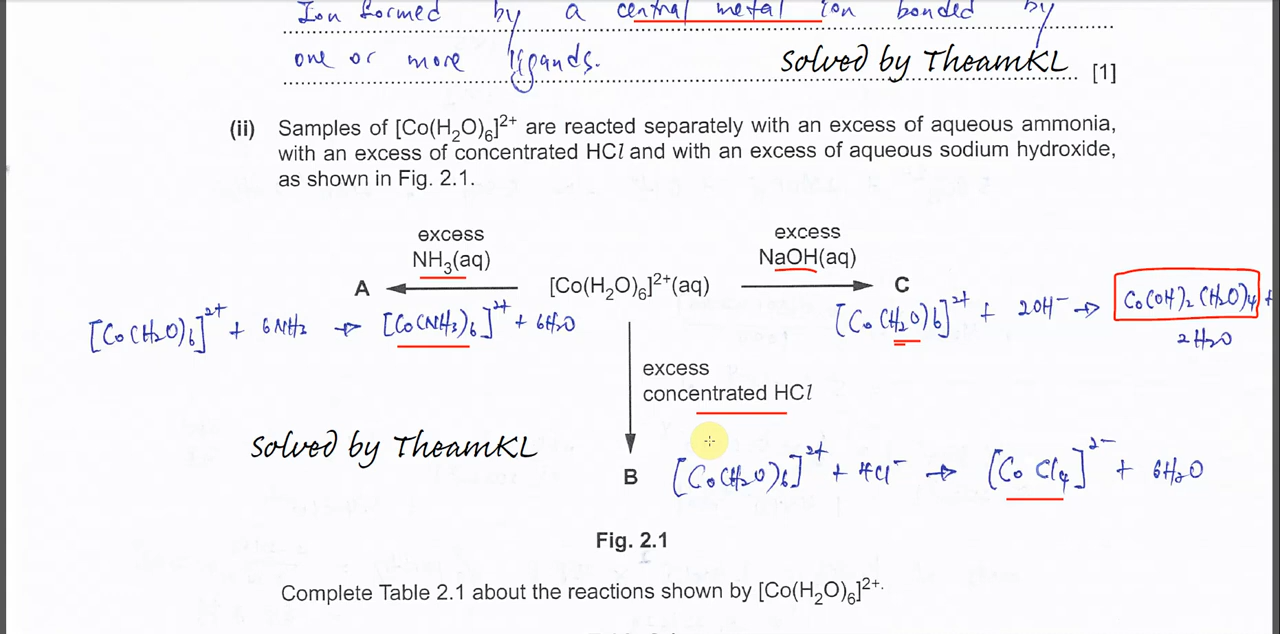 Ion formed by a central metal ion bonded by
one or more ligands. Solved by TheamKL [1]
(ii) Samples of [Co(H₂O)₆]²⁺ are reacted separately with an excess of aqueous ammonia,
with an excess of concentrated HCl and with an excess of aqueous sodium hydroxide,
as shown in Fig. 2.1.
excess
NH₃(aq)
excess
NaOH(aq)
A [Co(H₂O)₆]²⁺(aq) C
[Co(H₂O)₆]²⁺ + 6NH₃ → [Co(NH₃)₆]²⁺ + 6H₂O
[Co(H₂O)₆]²⁺ + 2OH⁻ → Co(OH)₂(H₂O)₄ +
2H₂O
excess
concentrated HCl
Solved by TheamKL
B [Co(H₂O)₆]²⁺ + 4Cl⁻ → [CoCl₄]²⁻ + 6H₂O
Fig. 2.1
Complete Table 2.1 about the reactions shown by [Co(H₂O)₆]²⁺.